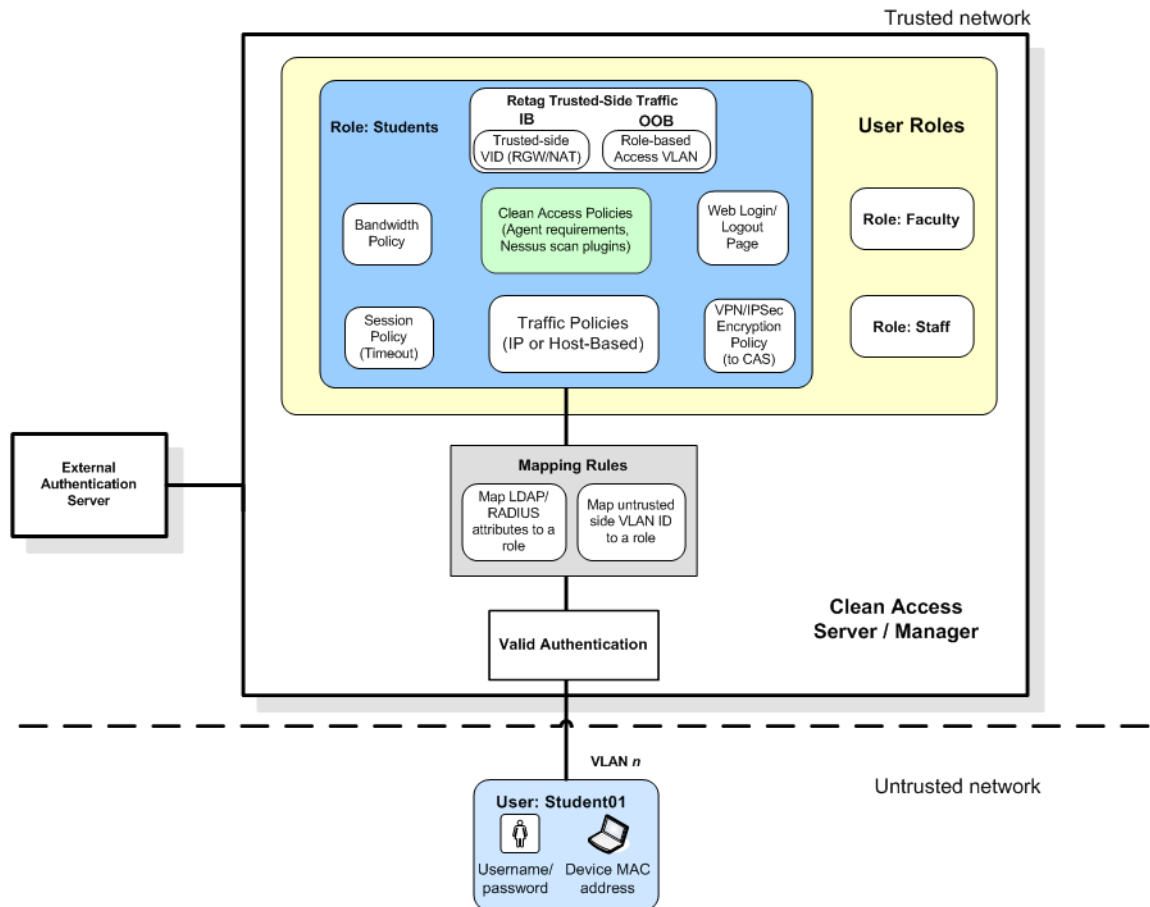 Trusted network
Retag Trusted-Side Traffic
IB OOB
Role: Students
Trusted-side
VID (RGW/NAT)
Role-based
Access VLAN
User Roles
Bandwidth
Policy
Clean Access Policies
(Agent requirements,
Nessus scan plugins)
Web Login/
Logout
Page
Role: Faculty
Session
Policy
(Timeout)
Traffic Policies
(IP or Host-Based)
VPN/IPSec
Encryption
Policy
(to CAS)
Role: Staff
External
Authentication
Server
Mapping Rules
Map LDAP/
RADIUS
attributes to a
role
Map untrusted
side VLAN ID
to a role
Valid Authentication
Clean Access
Server / Manager
VLAN n
Untrusted network
User: Student01
Username/
password
Device MAC
address